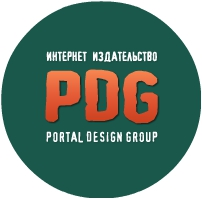 ИНТЕРНЕТ ИЗДАТЕЛЬСТВО
PDG
PORTAL DESIGN GROUP